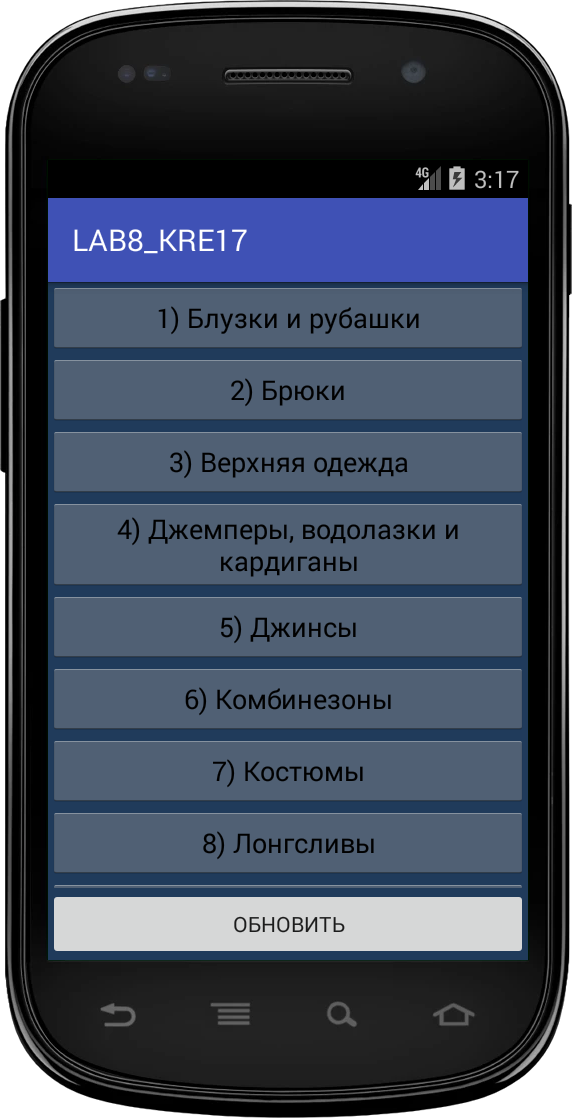 4G 3:17
LAB8_KRE17
1) Блузки и рубашки
2) Брюки
3) Верхняя одежда
4) Джемперы, водолазки и
кардиганы
5) Джинсы
6) Комбинезоны
7) Костюмы
8) Лонгсливы
ОБНОВИТЬ